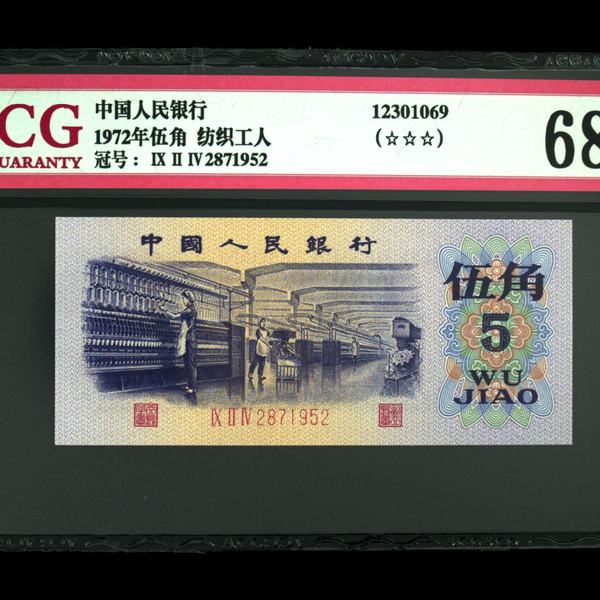 CG
UARANTY
中国人民银行
1972年伍角 纺织工人
冠号： IX II IV 2871952
12301069
(☆☆☆)
68
中國人民銀行
伍角
5
WU
JIAO
IX II IV 2871952